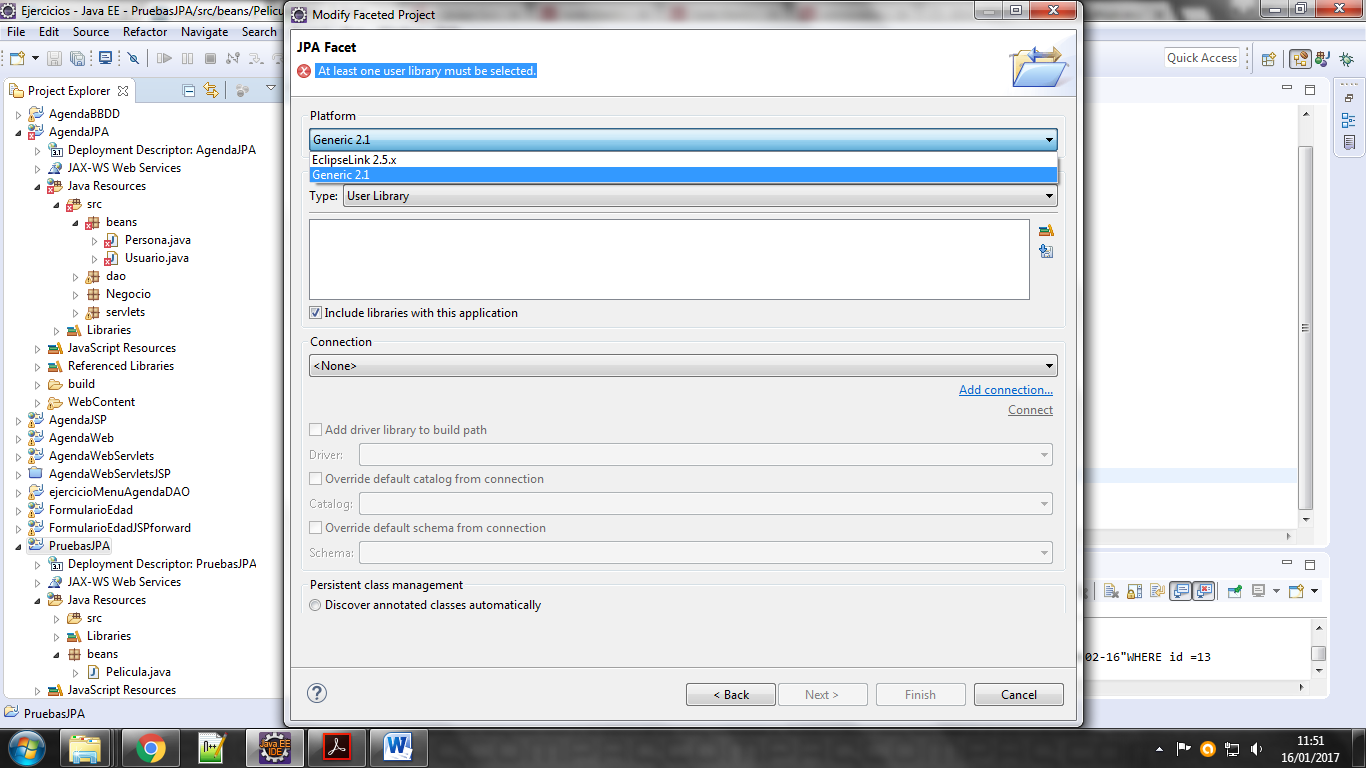 Ejercicios - Java EE - PruebasJPA/src/beans/Pelicu
Modify Faceted Project
File Edit Source Refactor Navigate Search
Quick Access
Project Explorer
AgendaBBDD
AgendaJPA
Deployment Descriptor: AgendaJPA
JAX-WS Web Services
Java Resources
src
beans
Persona.java
Usuario.java
dao
Negocio
servlets
Libraries
JavaScript Resources
Referenced Libraries
build
WebContent
AgendaJSP
AgendaWeb
AgendaWebServlets
AgendaWebServletsJSP
ejercicioMenuAgendaDAO
FormularioEdad
FormularioEdadJSPforward
PruebasJPA
Deployment Descriptor: PruebasJPA
JAX-WS Web Services
Java Resources
src
Libraries
beans
Pelicula.java
JavaScript Resources
PruebasJPA
JPA Facet
At least one user library must be selected.
Platform
Generic 2.1
EclipseLink 2.5.x
Generic 2.1
Type: User Library
Include libraries with this application
Connection
<None>
Add connection...
Connect
Add driver library to build path
Driver:
Override default catalog from connection
Catalog:
Override default schema from connection
Schema:
Persistent class management
Discover annotated classes automatically
< Back Next > Finish Cancel
02-16"WHERE id =13
Java EE
IDE
11:51
16/01/2017